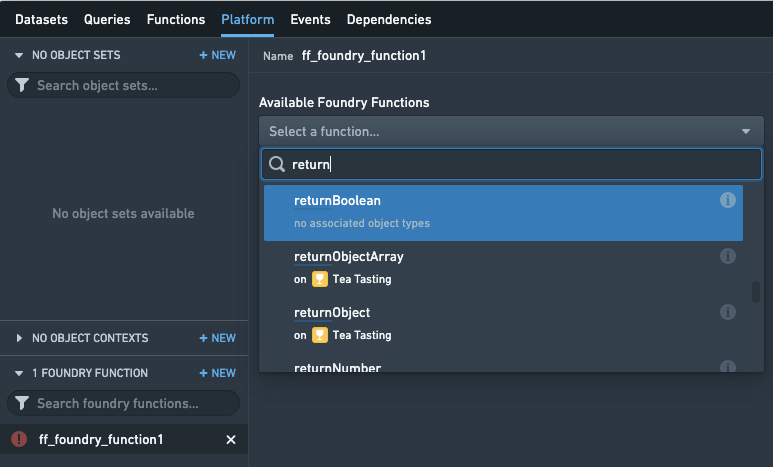 Datasets Queries Functions Platform Events Dependencies
NO OBJECT SETS + NEW
Search object sets...
No object sets available
NO OBJECT CONTEXTS + NEW
1 FOUNDRY FUNCTION + NEW
Search foundry functions...
ff_foundry_function1
Name ff_foundry_function1
Available Foundry Functions
Select a function...
return
returnBoolean
no associated object types
returnObjectArray
on Tea Tasting
returnObject
on Tea Tasting
returnNumber